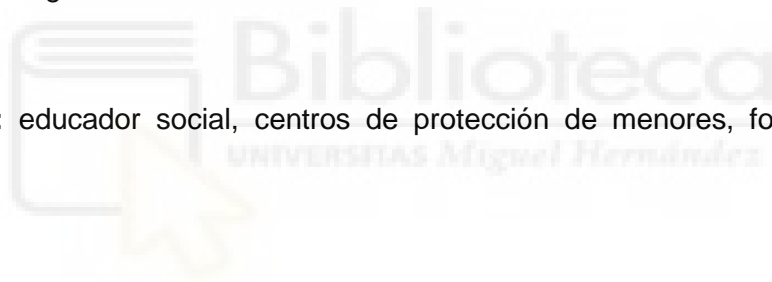 Biblioteca
: educador social, centros de protección de menores, fo
UNIVERSITAS Miguel Hernández